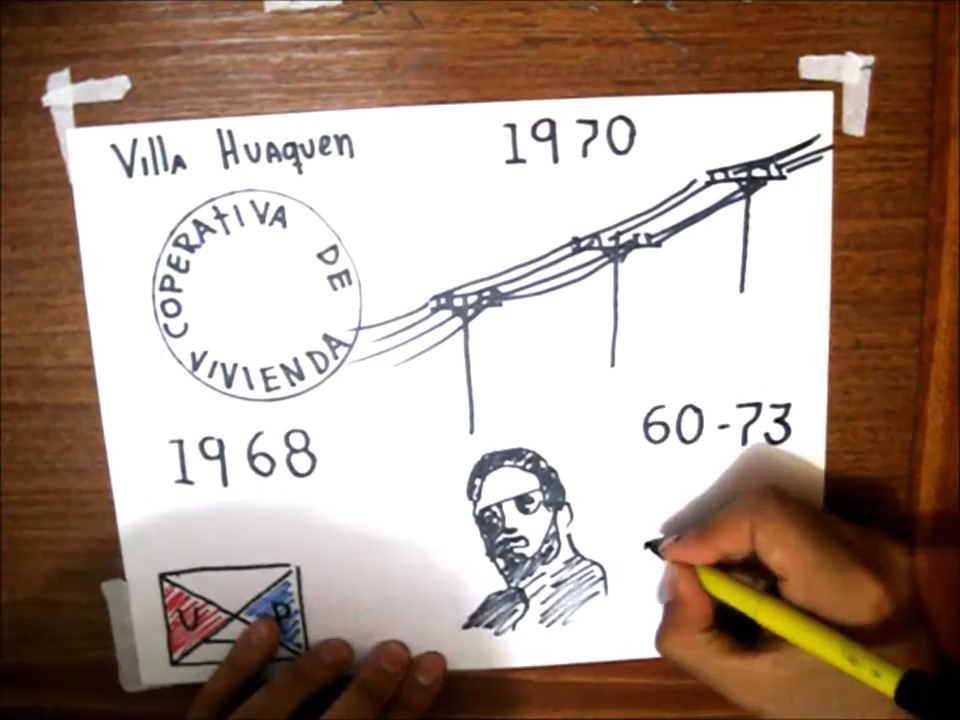 Villa Huaquen
1970
COPERATIVA DE VIVIENDA
60-73
1968
U P